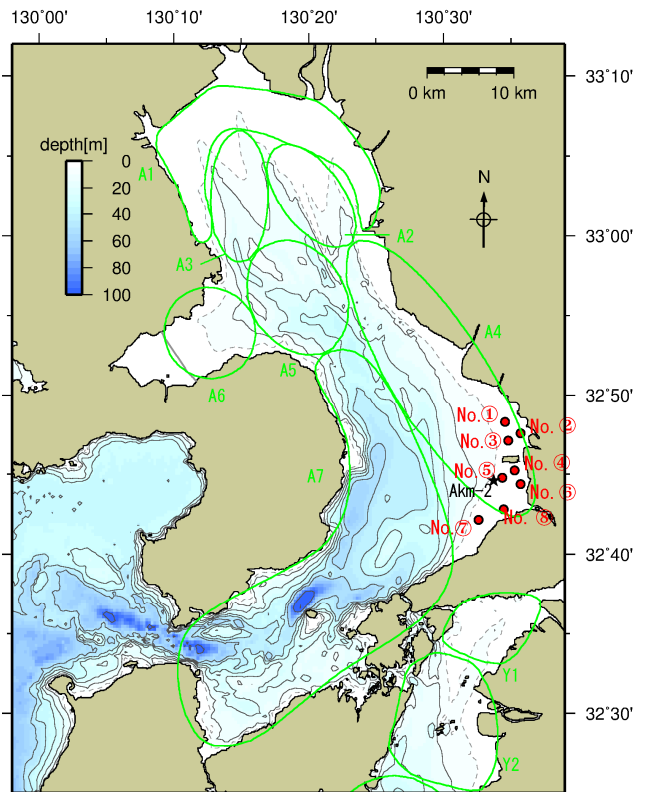 130°00' 130°10' 130°20' 130°30'
33°10'
0 km 10 km
depth[m]
0
20
40
60
80
100
N
A1
A2
33°00'
A3
A4
A5
A6
32°50'
No.①
No.②
No.③
No.④
No.⑤
A7
Akm-2
No.⑥
No.⑦
No.⑧
32°40'
Y1
32°30'
Y2